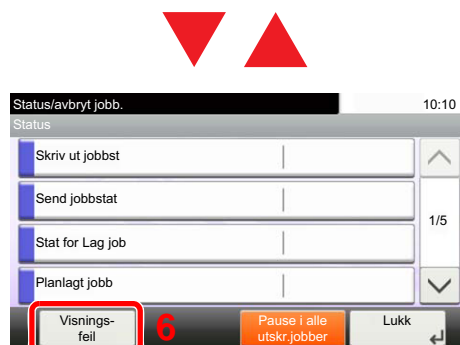 Status/avbryt jobb.
10:10
Status
Skriv ut jobbst
Send jobbstat
1/5
Stat for Lag job
Planlagt jobb
Visnings-
feil
6
Pause i alle
utskr.jobber
Lukk